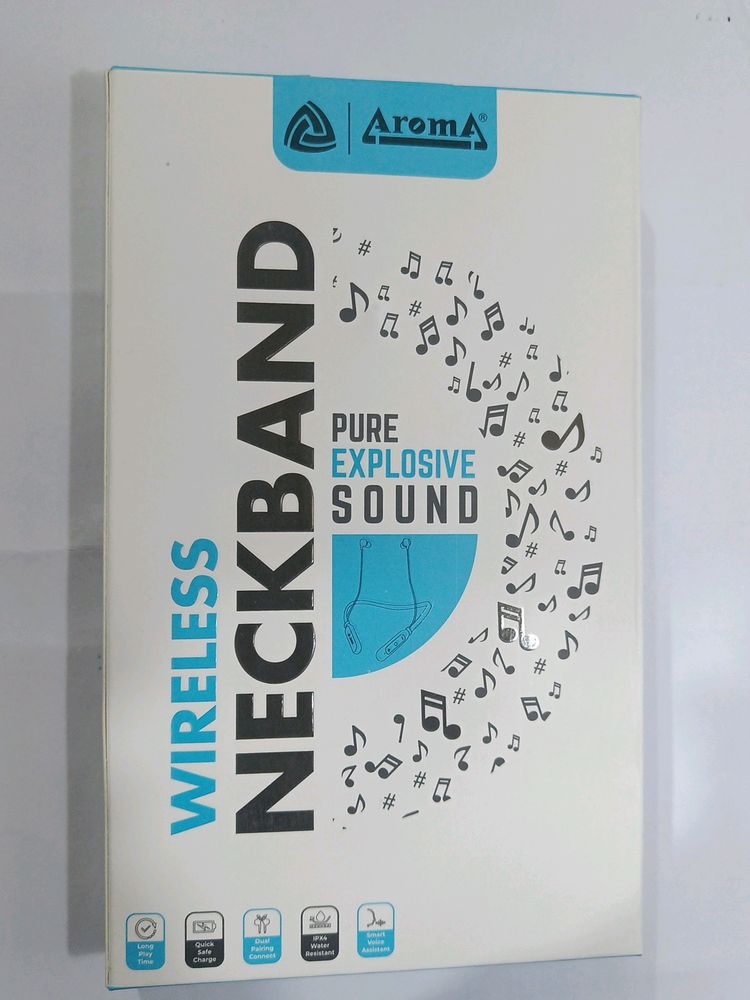 AromA®
WIRELESS
NECKBAND
PURE
EXPLOSIVE
SOUND
Long
Play
Time
Quick
Safe
Charge
Dual
Pairing
Connect
IPX4
Water
Resistant
Smart
Voice
Assistant